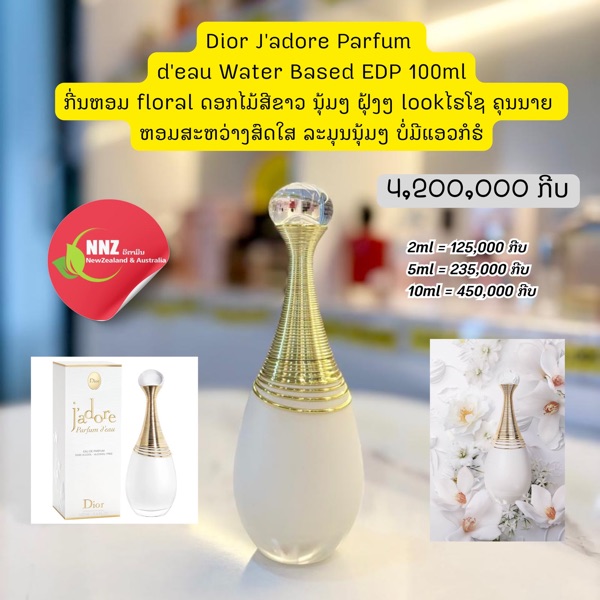 Dior J'adore Parfum
d'eau Water Based EDP 100ml
ກິ່ນຫອມ floral ດອກໄມ້ສີຂາວ ນຸ້ມໆ ຝຸ້ງໆ lookໄຮໂຊ ຄຸນນາຍ
ຫອມສະຫວ່າງສົດໃສ ລະມຸນນຸ້ມໆ ບໍ່ມີແອວກໍຮໍ
4,200,000 ກີບ
2ml = 125,000 ກີບ
5ml = 235,000 ກີບ
10ml = 450,000 ກີບ
NNZ
NewZealand & Australia
Dior
j'adore
Parfum d'eau
Dior